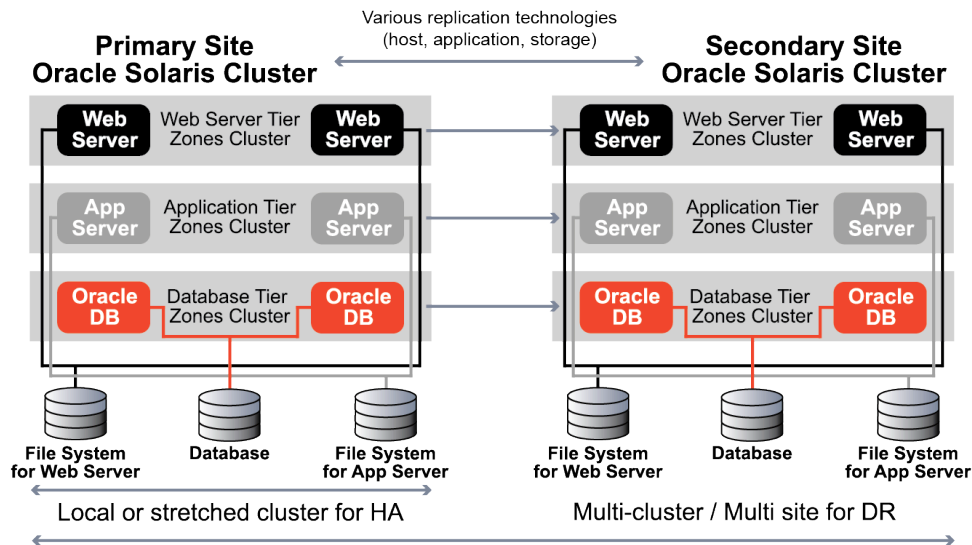 Various replication technologies
(host, application, storage)
Primary Site
Oracle Solaris Cluster
Secondary Site
Oracle Solaris Cluster
Web
Server
Web Server Tier
Zones Cluster
Web
Server
Web
Server
Web Server Tier
Zones Cluster
Web
Server
App
Server
Application Tier
Zones Cluster
App
Server
App
Server
Application Tier
Zones Cluster
App
Server
Oracle
DB
Database Tier
Zones Cluster
Oracle
DB
Oracle
DB
Database Tier
Zones Cluster
Oracle
DB
File System
for Web Server
Database
File System
for App Server
File System
for Web Server
Database
File System
for App Server
Local or stretched cluster for HA
Multi-cluster / Multi site for DR